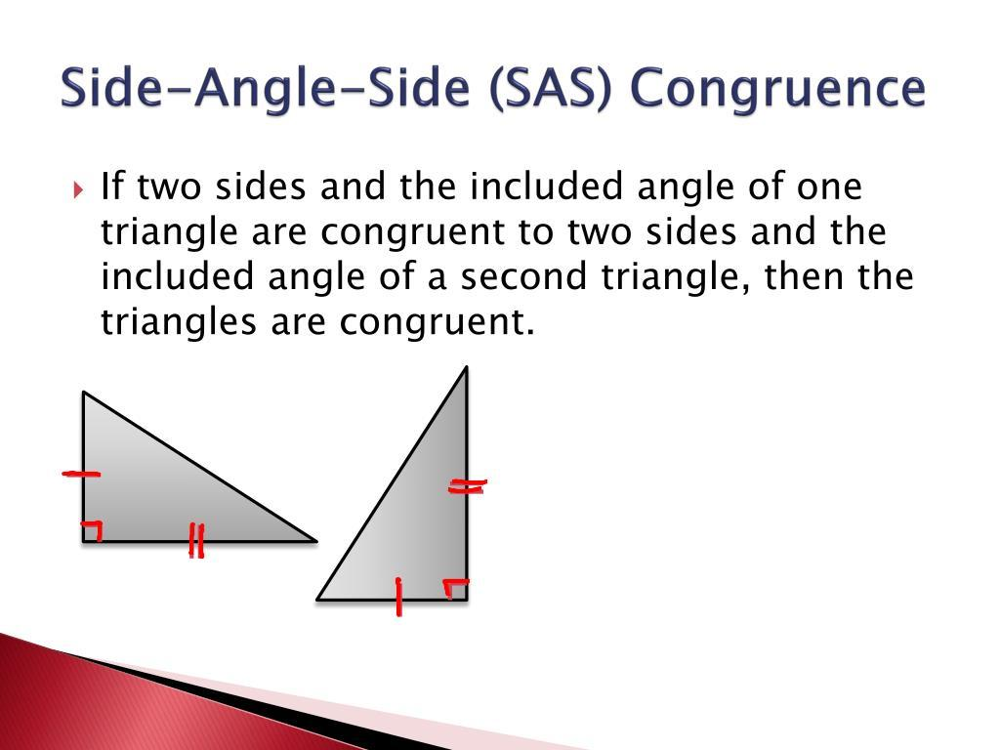 Side-Angle-Side (SAS) Congruence
If two sides and the included angle of one
triangle are congruent to two sides and the
included angle of a second triangle, then the
triangles are congruent.